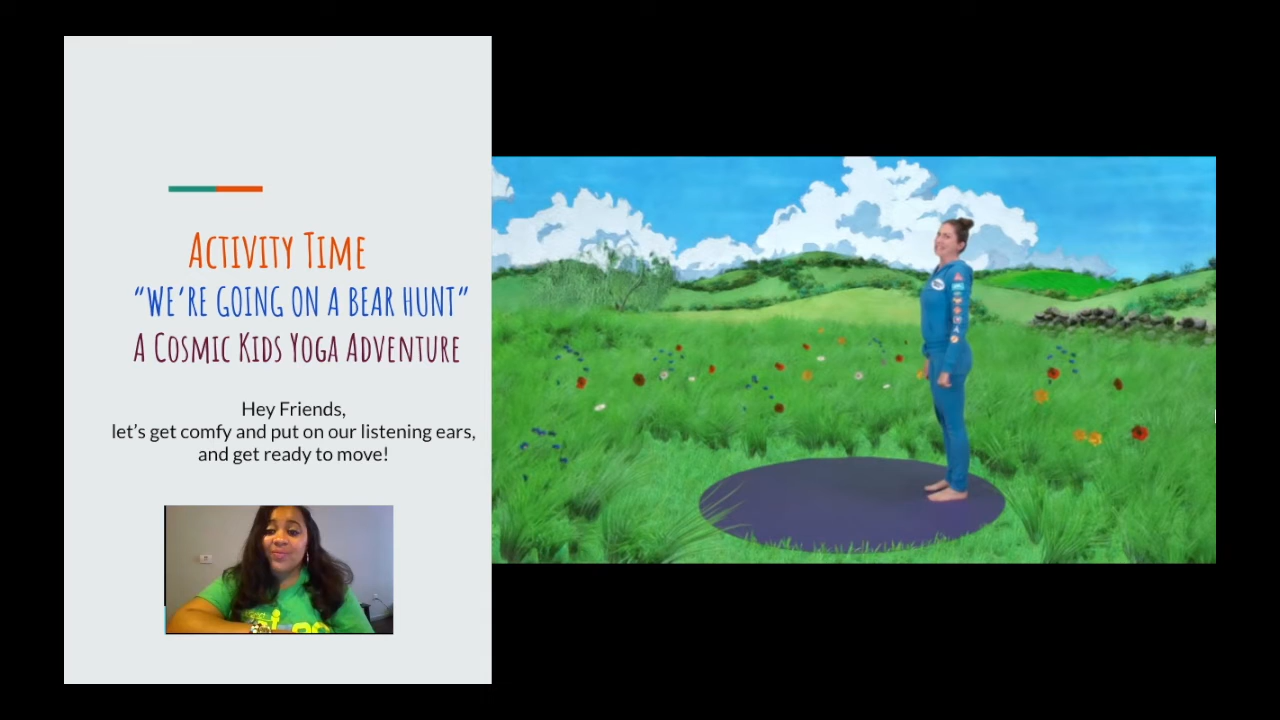 Activity Time
“We’re Going on a Bear Hunt”
A Cosmic Kids Yoga Adventure
Hey Friends,
let’s get comfy and put on our listening ears,
and get ready to move!